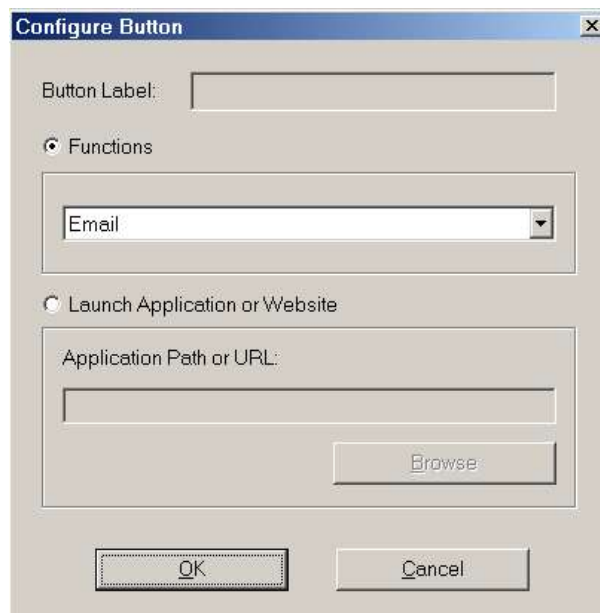 Configure Button
Button Label:
Functions
Email
Launch Application or Website
Application Path or URL:
Browse
OK Cancel